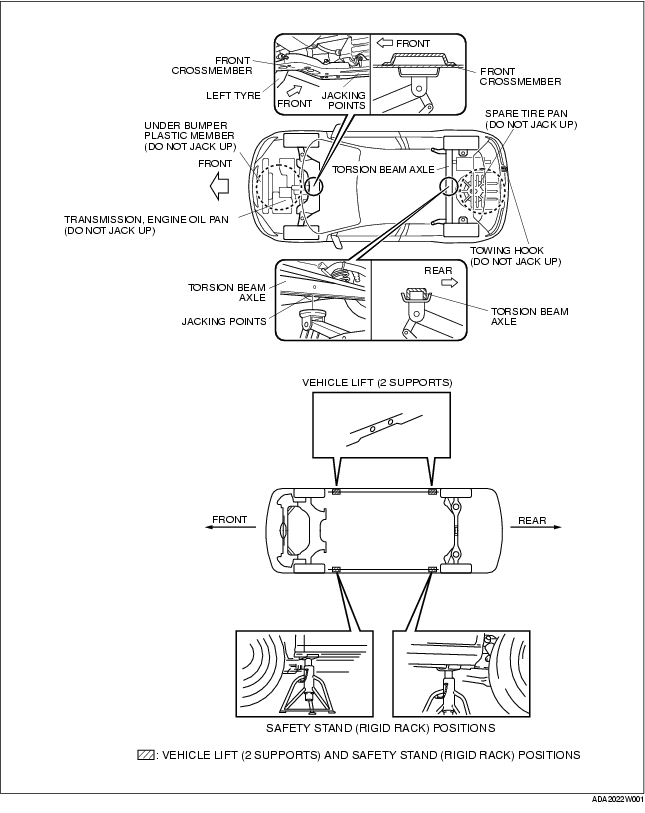 FRONT
CROSSMEMBER
LEFT TYRE
FRONT
JACKING
POINTS
FRONT
FRONT
CROSSMEMBER
SPARE TIRE PAN
(DO NOT JACK UP)
UNDER BUMPER
PLASTIC MEMBER
(DO NOT JACK UP)
FRONT
TORSION BEAM AXLE
TRANSMISSION, ENGINE OIL PAN
(DO NOT JACK UP)
TOWING HOOK
(DO NOT JACK UP)
TORSION BEAM
AXLE
JACKING POINTS
REAR
TORSION BEAM
AXLE
VEHICLE LIFT (2 SUPPORTS)
FRONT
REAR
SAFETY STAND (RIGID RACK) POSITIONS
: VEHICLE LIFT (2 SUPPORTS) AND SAFETY STAND (RIGID RACK) POSITIONS
ADA2022W001